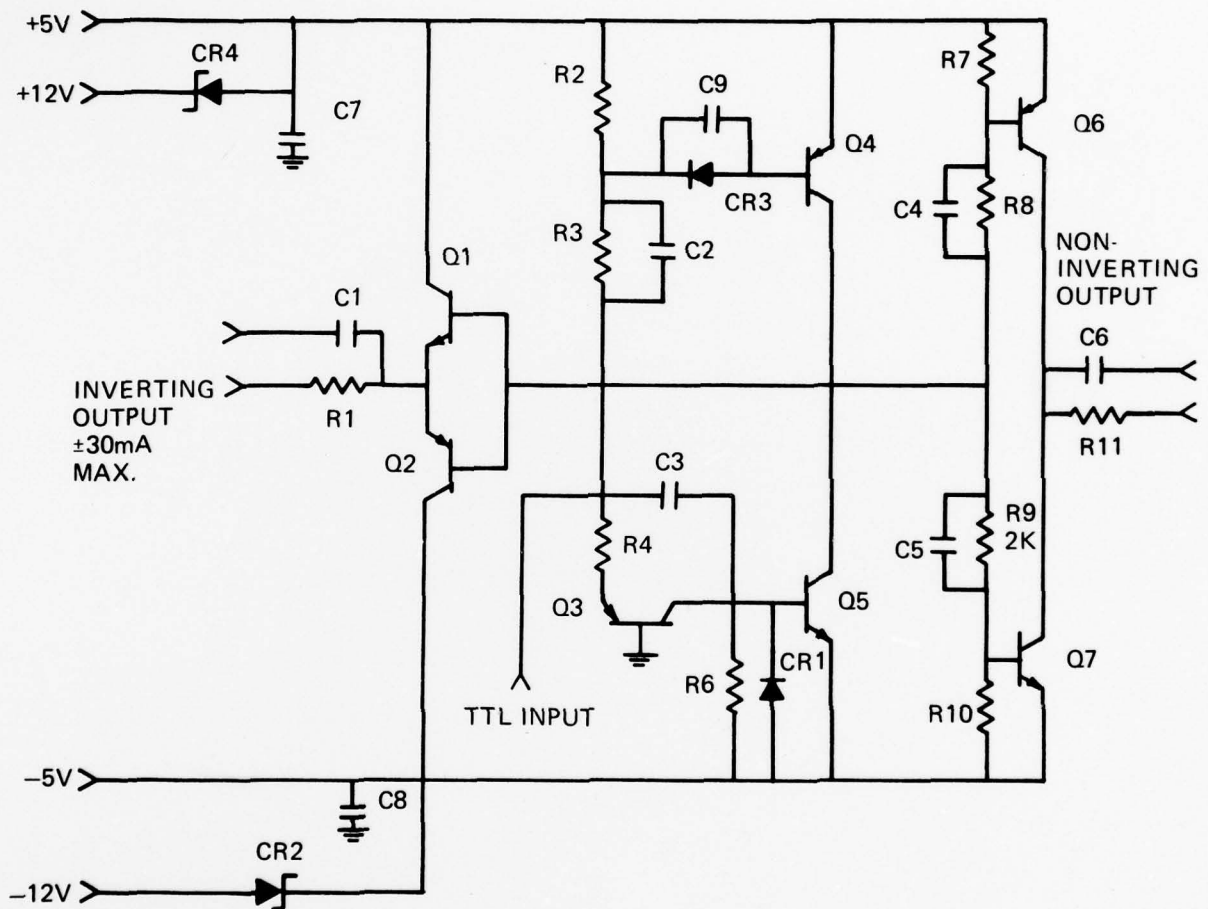 +5V
CR4
+12V
C7
R2
C9
Q4
CR3
R3
C2
R7
Q6
C4
R8
NON-
INVERTING
OUTPUT
C6
R11
Q1
C1
INVERTING
OUTPUT
±30mA
MAX.
R1
Q2
C3
R4
Q3
TTL INPUT
R6
CR1
Q5
C5
R9
2K
Q7
R10
−5V
C8
CR2
−12V